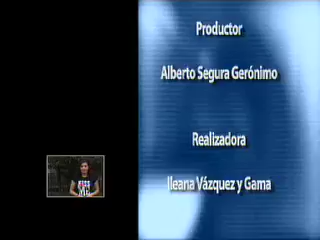 Productor
Alberto Segura Gerónimo
Realizadora
Ileana Vázquez y Gama